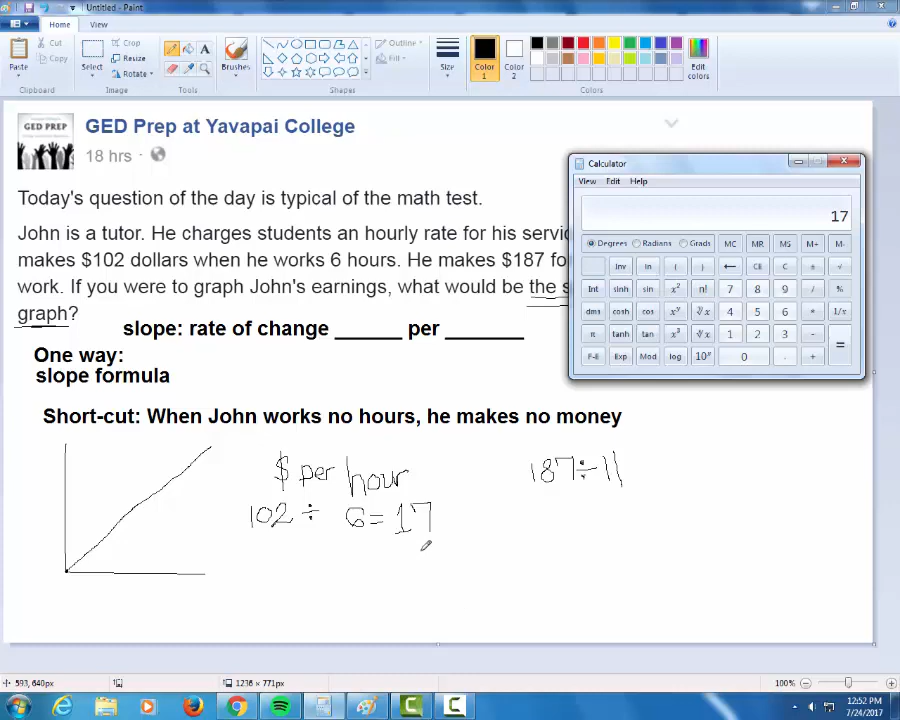 Untitled - Paint
Home View
Paste Cut Copy Clipboard
Select Crop Resize Rotate Image
Tools
Brushes
Shapes Outline Fill
Size
Color 1 Color 2 Edit colors Colors
GED PREP
GED Prep at Yavapai College
18 hrs ·
Today's question of the day is typical of the math test.
John is a tutor. He charges students an hourly rate for his servic
makes $102 dollars when he works 6 hours. He makes $187 fo
work. If you were to graph John's earnings, what would be the s
graph?
slope: rate of change ______ per ________
One way:
slope formula
Short-cut: When John works no hours, he makes no money
$ per hour
102 ÷ 6 = 17
187 ÷ 11
Calculator
View Edit Help
17
Degrees Radians Grads MC MR MS M+ M-
Inv ln ( ) ← CE C ± √
Int sinh sin x² n! 7 8 9 / %
dms cosh cos xʸ ʸ√x 4 5 6 * 1/x
π tanh tan x³ ³√x 1 2 3 - =
F-E Exp Mod log 10ˣ 0 . +
593, 640px
1236 × 771px
100%
12:52 PM
7/24/2017